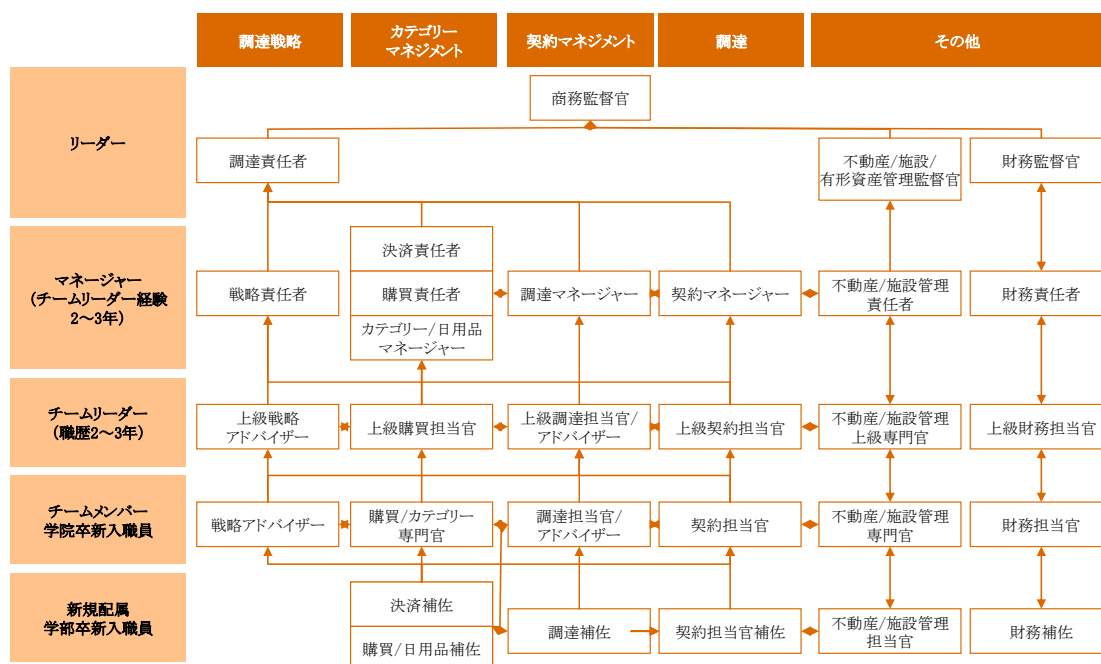 調達戦略
カテゴリー
マネジメント
契約マネジメント
調達
その他
リーダー
商務監督官
調達責任者
不動産/施設/
有形資産管理監督官
財務監督官
マネージャー
(チームリーダー経験
2～3年)
戦略責任者
決済責任者
購買責任者
カテゴリー/日用品
マネージャー
調達マネージャー
契約マネージャー
不動産/施設管理
責任者
財務責任者
チームリーダー
(職歴2～3年)
上級戦略
アドバイザー
上級購買担当官
上級調達担当官/
アドバイザー
上級契約担当官
不動産/施設管理
上級専門官
上級財務担当官
チームメンバー
学院卒新入職員
戦略アドバイザー
購買/カテゴリー
専門官
調達担当官/
アドバイザー
契約担当官
不動産/施設管理
専門官
財務担当官
新規配属
学部卒新入職員
決済補佐
購買/日用品補佐
調達補佐
契約担当官補佐
不動産/施設管理
担当官
財務補佐